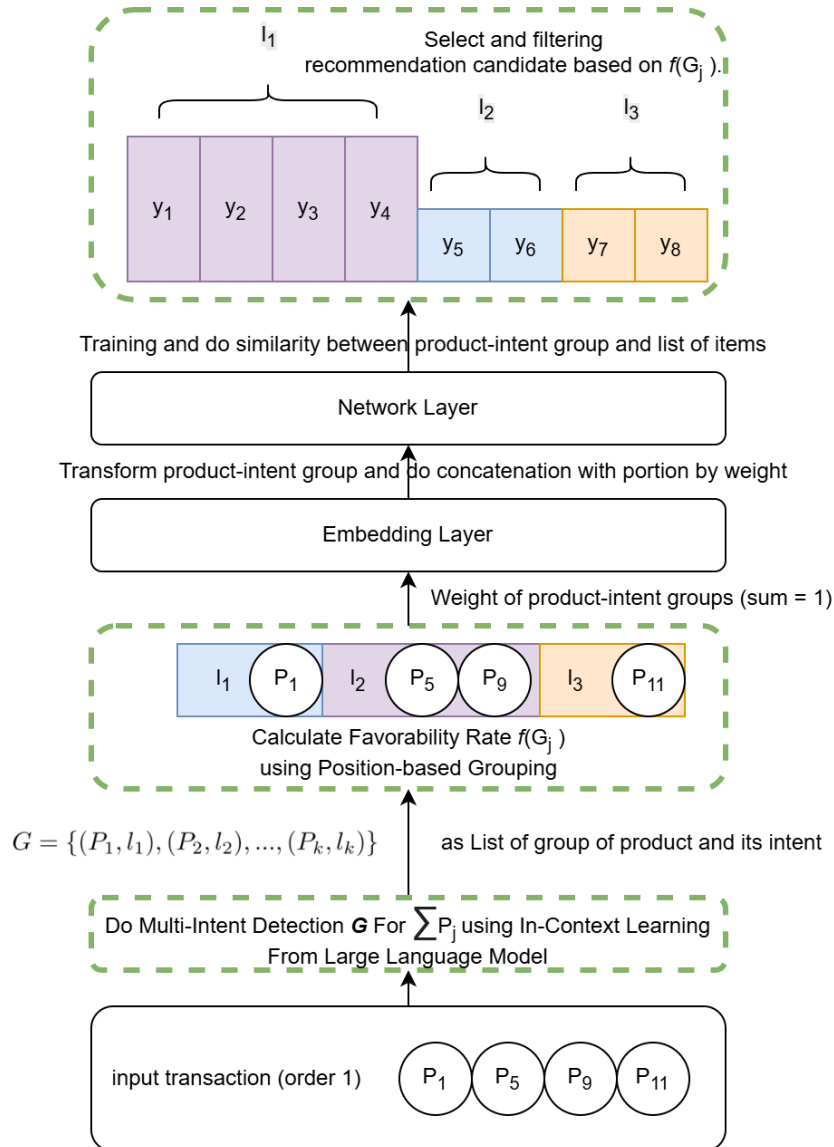 I₁
Select and filtering
recommendation candidate based on f(G_j ).
I₂ I₃
y₁ y₂ y₃ y₄ y₅ y₆ y₇ y₈
Training and do similarity between product-intent group and list of items
Network Layer
Transform product-intent group and do concatenation with portion by weight
Embedding Layer
Weight of product-intent groups (sum = 1)
I₁ P₁ I₂ P₅ P₉ I₃ P₁₁
Calculate Favorability Rate f(G_j )
using Position-based Grouping
G = {(P₁, l₁), (P₂, l₂), ..., (Pₖ, lₖ)} as List of group of product and its intent
Do Multi-Intent Detection G For ∑P_j using In-Context Learning
From Large Language Model
input transaction (order 1) P₁ P₅ P₉ P₁₁